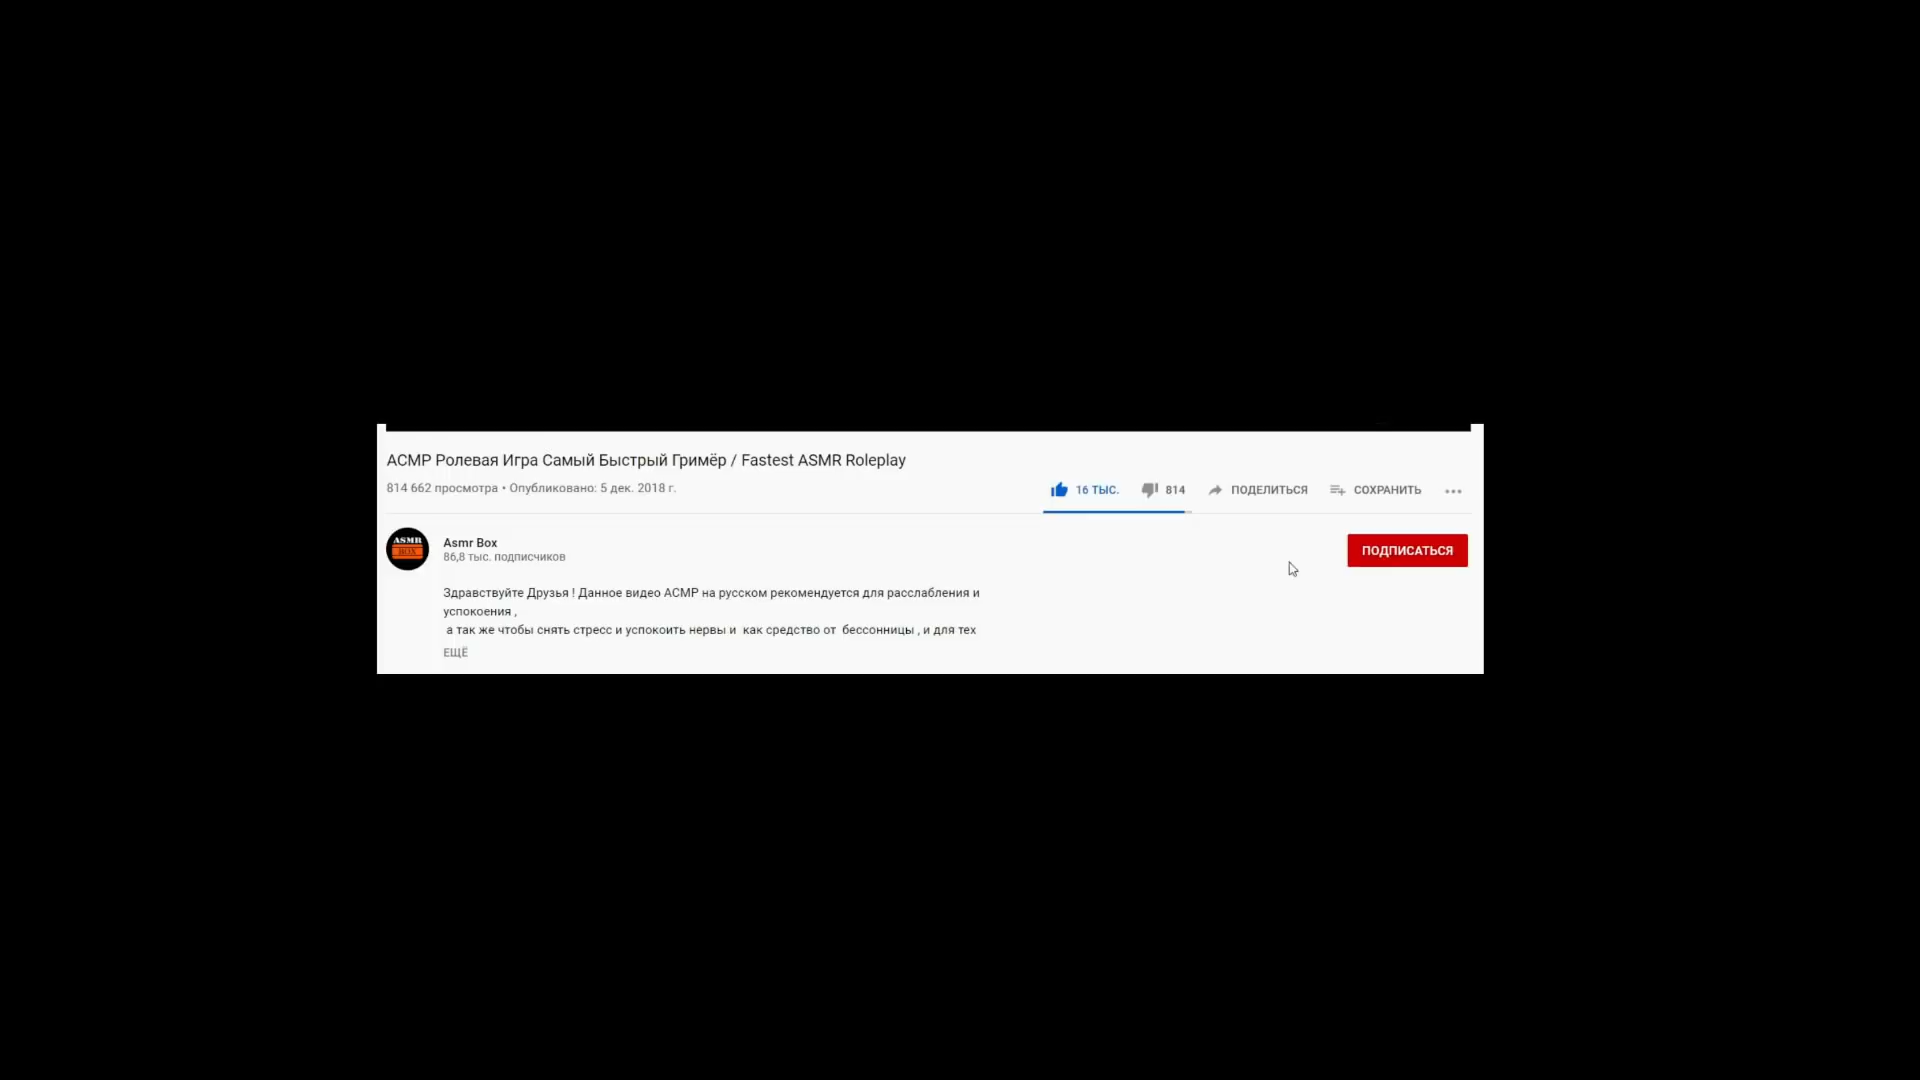 АСМР Ролевая Игра Самый Быстрый Гримёр / Fastest ASMR Roleplay
814 662 просмотра • Опубликовано: 5 дек. 2018 г.
16 ТЫС. 814 ПОДЕЛИТЬСЯ СОХРАНИТЬ
ASMR
BOX
Asmr Box
86,8 тыс. подписчиков
ПОДПИСАТЬСЯ
Здравствуйте Друзья ! Данное видео АСМР на русском рекомендуется для расслабления и
успокоения ,
а так же чтобы снять стресс и успокоить нервы и как средство от бессонницы , и для тех
ЕЩЁ